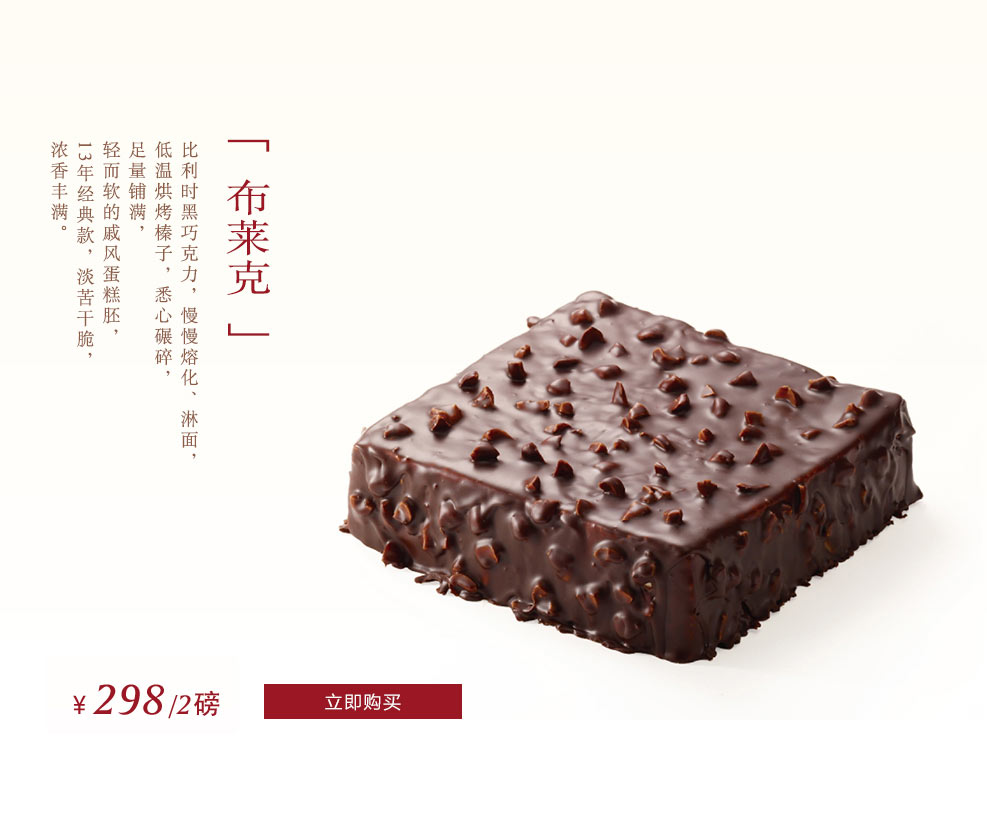 「布莱克」
比利时黑巧克力，慢慢熔化、淋面，
低温烘烤榛子，悉心碾碎，
足量铺满，
轻而软的戚风蛋糕胚，
13年经典款，淡苦干脆，
浓香丰满。
¥ 298/2磅
立即购买